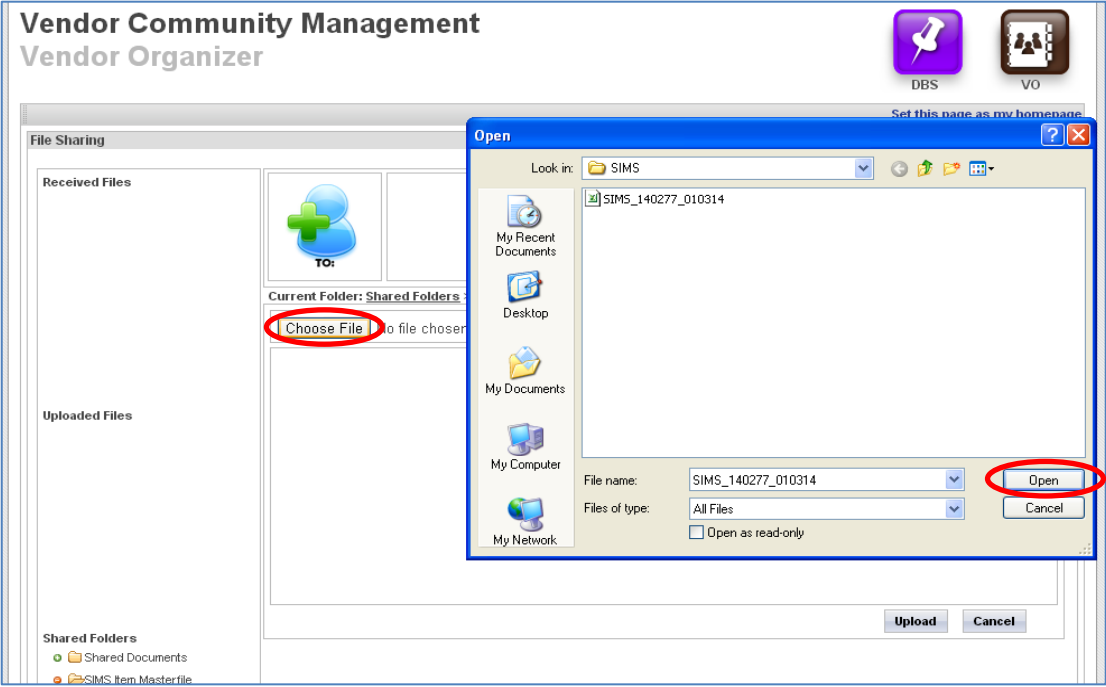 Vendor Community Management
Vendor Organizer
DBS
VO
Set this page as my homepage
File Sharing
Received Files
TO:
Current Folder: Shared Folders
Choose File
No file chosen
Uploaded Files
Shared Folders
Shared Documents
SIMS Item Masterfile
Upload
Cancel
Open
Look in:
SIMS
SIMS_140277_010314
My Recent
Documents
Desktop
My Documents
My Computer
My Network
File name:
SIMS_140277_010314
Open
Files of type:
All Files
Cancel
Open as read-only